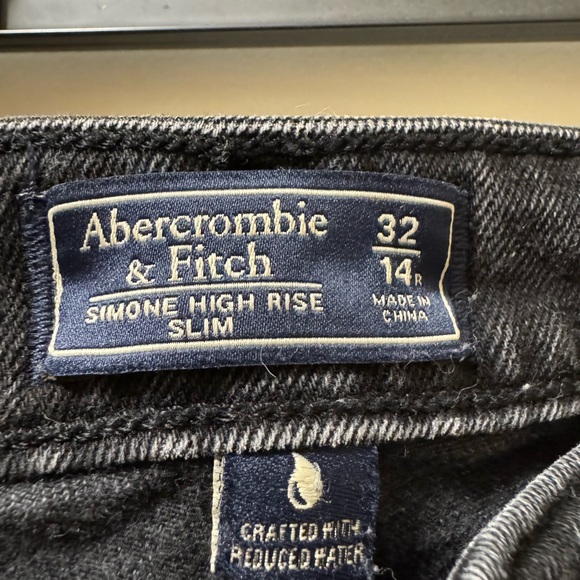 Abercrombie
& Fitch
SIMONE HIGH RISE
SLIM
32
14R
MADE IN
CHINA
CRAFTED WITH
REDUCED WATER